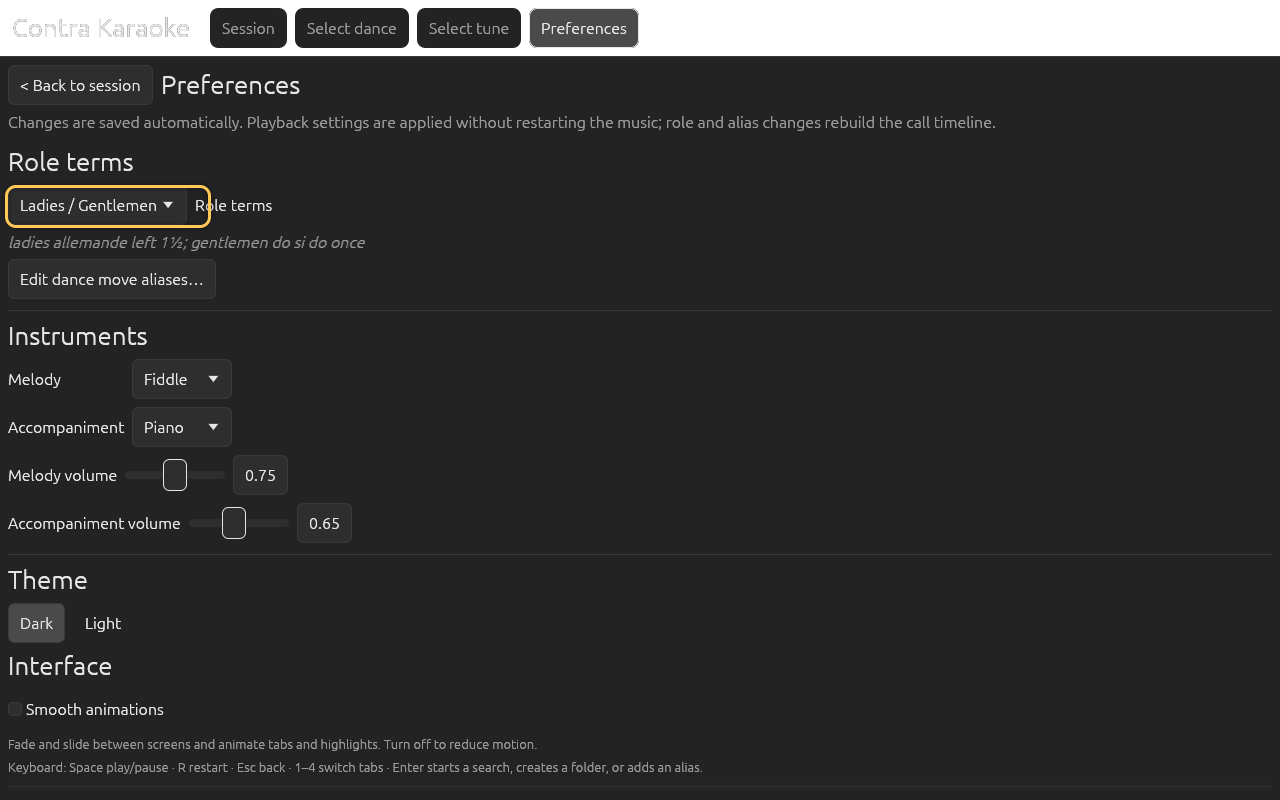 Contra Karaoke
Session
Select dance
Select tune
Preferences
< Back to session
Preferences
Changes are saved automatically. Playback settings are applied without restarting the music; role and alias changes rebuild the call timeline.
Role terms
Ladies / Gentlemen
Role terms
ladies allemande left 1½; gentlemen do si do once
Edit dance move aliases…
Instruments
Melody
Fiddle
Accompaniment
Piano
Melody volume
0.75
Accompaniment volume
0.65
Theme
Dark
Light
Interface
Smooth animations
Fade and slide between screens and animate tabs and highlights. Turn off to reduce motion.
Keyboard: Space play/pause · R restart · Esc back · 1–4 switch tabs · Enter starts a search, creates a folder, or adds an alias.